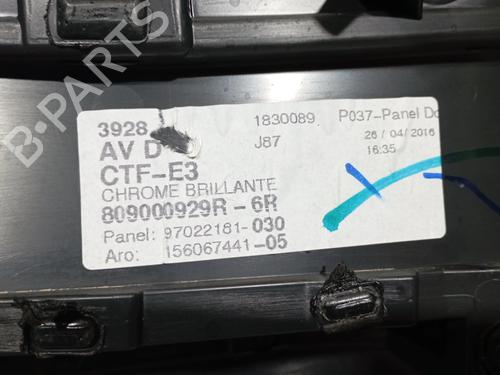 B-PARTS
3928
AV D
CTF-E3
CHROME BRILLANTE
809000929R - 6R
Panel: 97022181-030
Aro: 156067441-05
1830089
J87
P037-Panel Do
26 / 04 / 2016
16:35